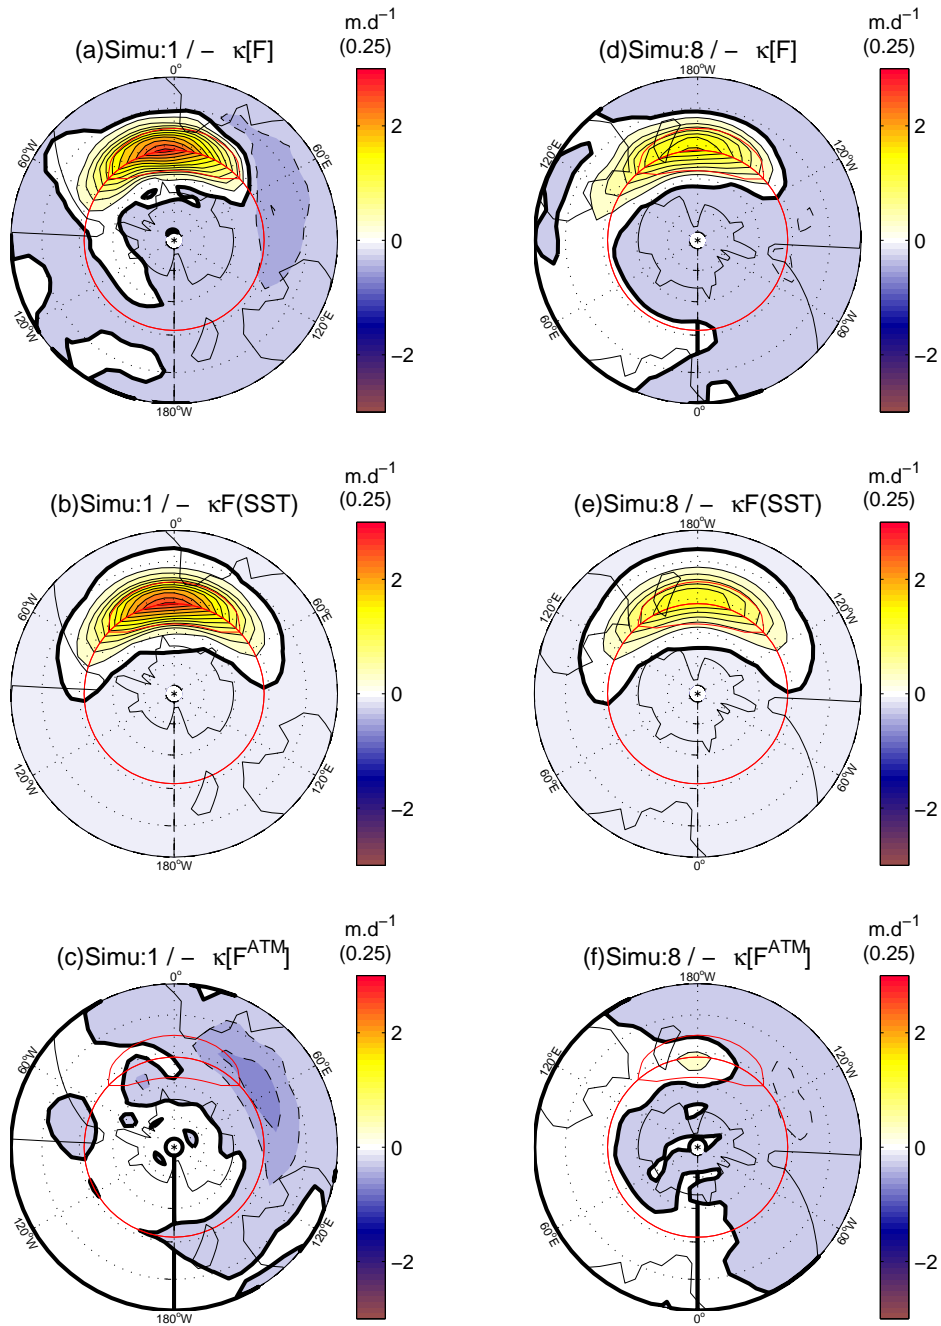 (a)Simu:1 / − κ[F]
m.d−1
(0.25)
0°
60°W
60°E
120°W
120°E
180°W
2
0
−2
(d)Simu:8 / − κ[F]
m.d−1
(0.25)
180°W
120°E
120°W
60°E
60°W
0°
2
0
−2
(b)Simu:1 / − κF(SST)
m.d−1
(0.25)
0°
60°W
60°E
120°W
120°E
180°W
2
0
−2
(e)Simu:8 / − κF(SST)
m.d−1
(0.25)
180°W
120°E
120°W
60°E
60°W
0°
2
0
−2
(c)Simu:1 / − κ[FATM]
m.d−1
(0.25)
0°
60°W
60°E
120°W
120°E
180°W
2
0
−2
(f)Simu:8 / − κ[FATM]
m.d−1
(0.25)
180°W
120°E
120°W
60°E
60°W
0°
2
0
−2